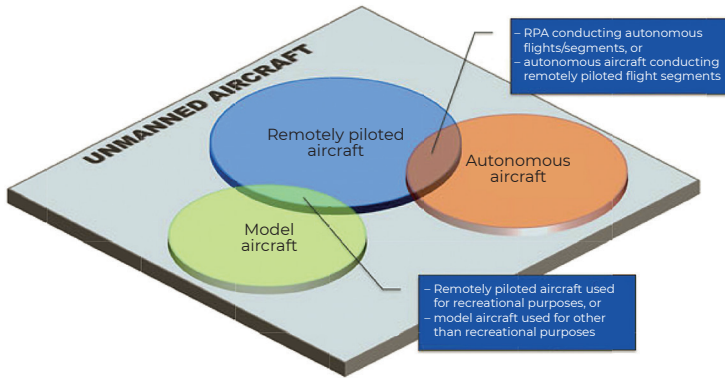 – RPA conducting autonomous
flights/segments, or
– autonomous aircraft conducting
remotely piloted flight segments
UNMANNED AIRCRAFT
Remotely piloted
aircraft
Autonomous
aircraft
Model
aircraft
– Remotely piloted aircraft used
for recreational purposes, or
– model aircraft used for other
than recreational purposes